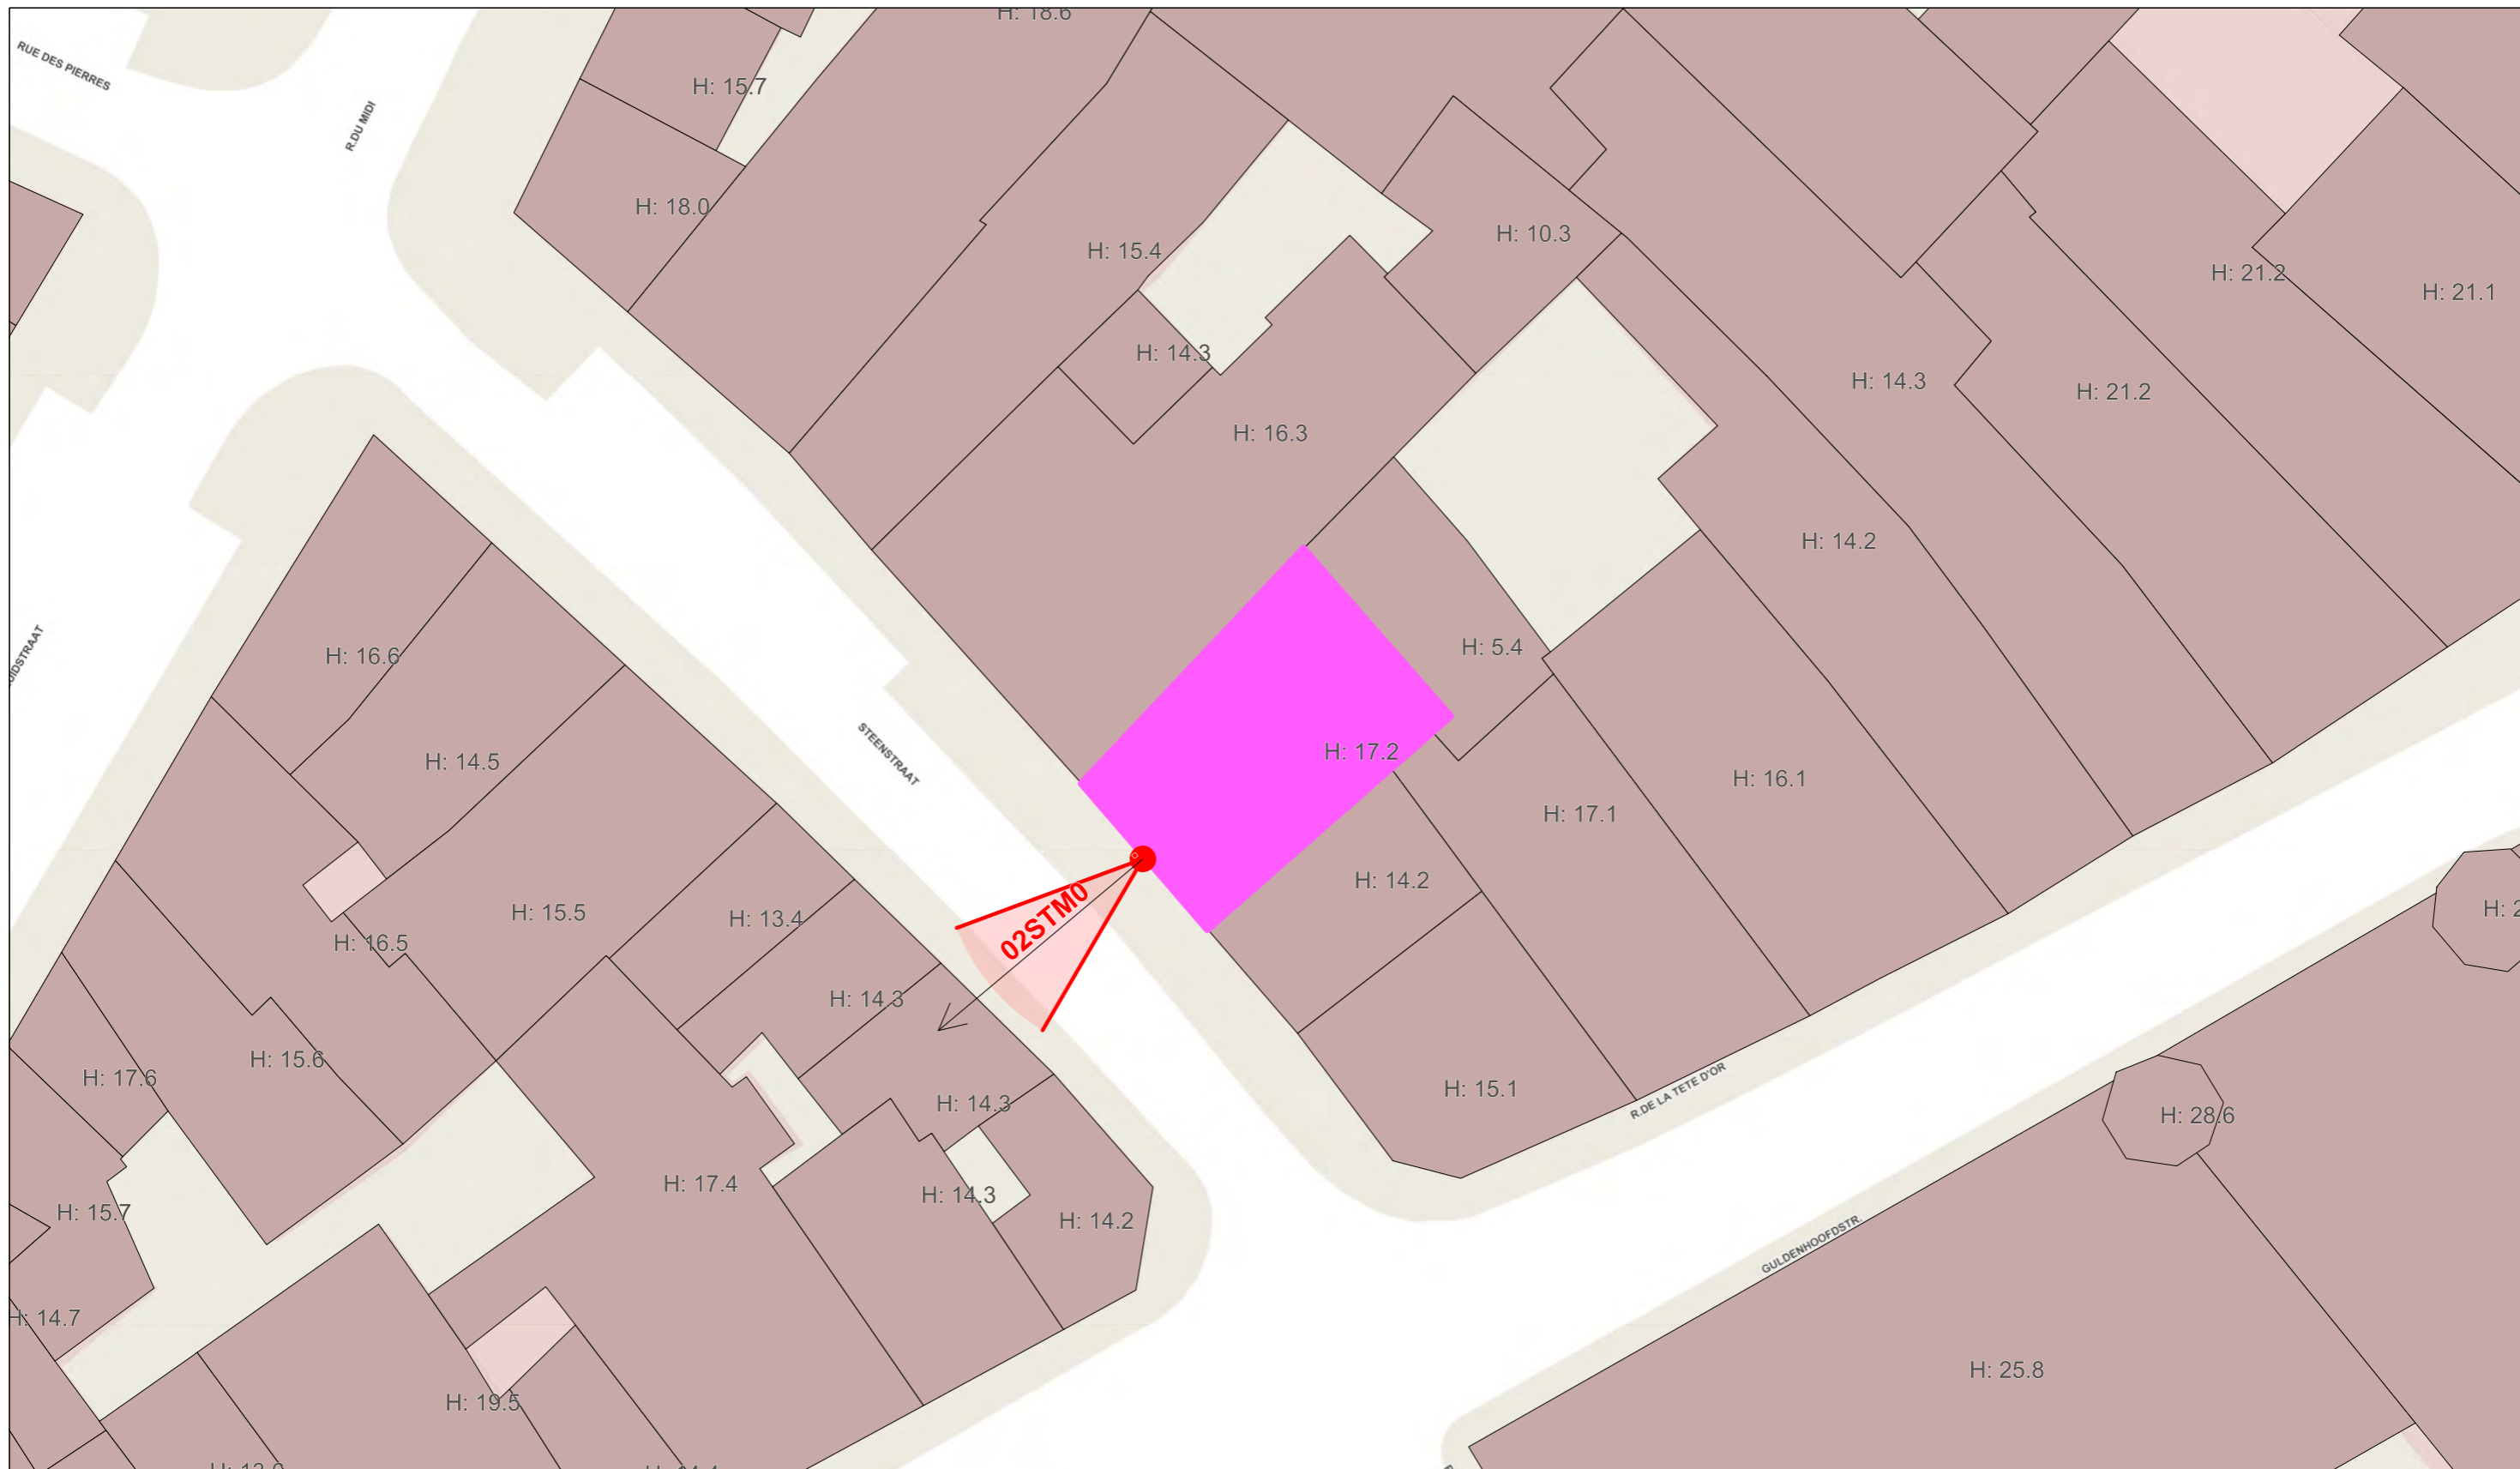 H: 18.6
RUE DES PIERRES
H: 15.7
R.DU MIDI
H: 18.0
H: 10.3
H: 15.4
H: 21.2
H: 21.1
H: 14.3
H: 14.3
H: 21.2
H: 16.3
H: 14.2
H: 16.6
H: 5.4
STEENSTRAAT
H: 17.2
H: 14.5
H: 16.1
H: 17.1
H: 14.2
H: 15.5
H: 13.4
02STM0
H: 16.5
H: 14.3
H: 15.6
H: 17.6
H: 15.1
R.DE LA TETE D'OR
H: 14.3
H: 28.6
H: 17.4
H: 14.3
H: 15.7
H: 14.2
GULDENHOOFDSTR.
H: 14.7
H: 25.8
H: 19.5